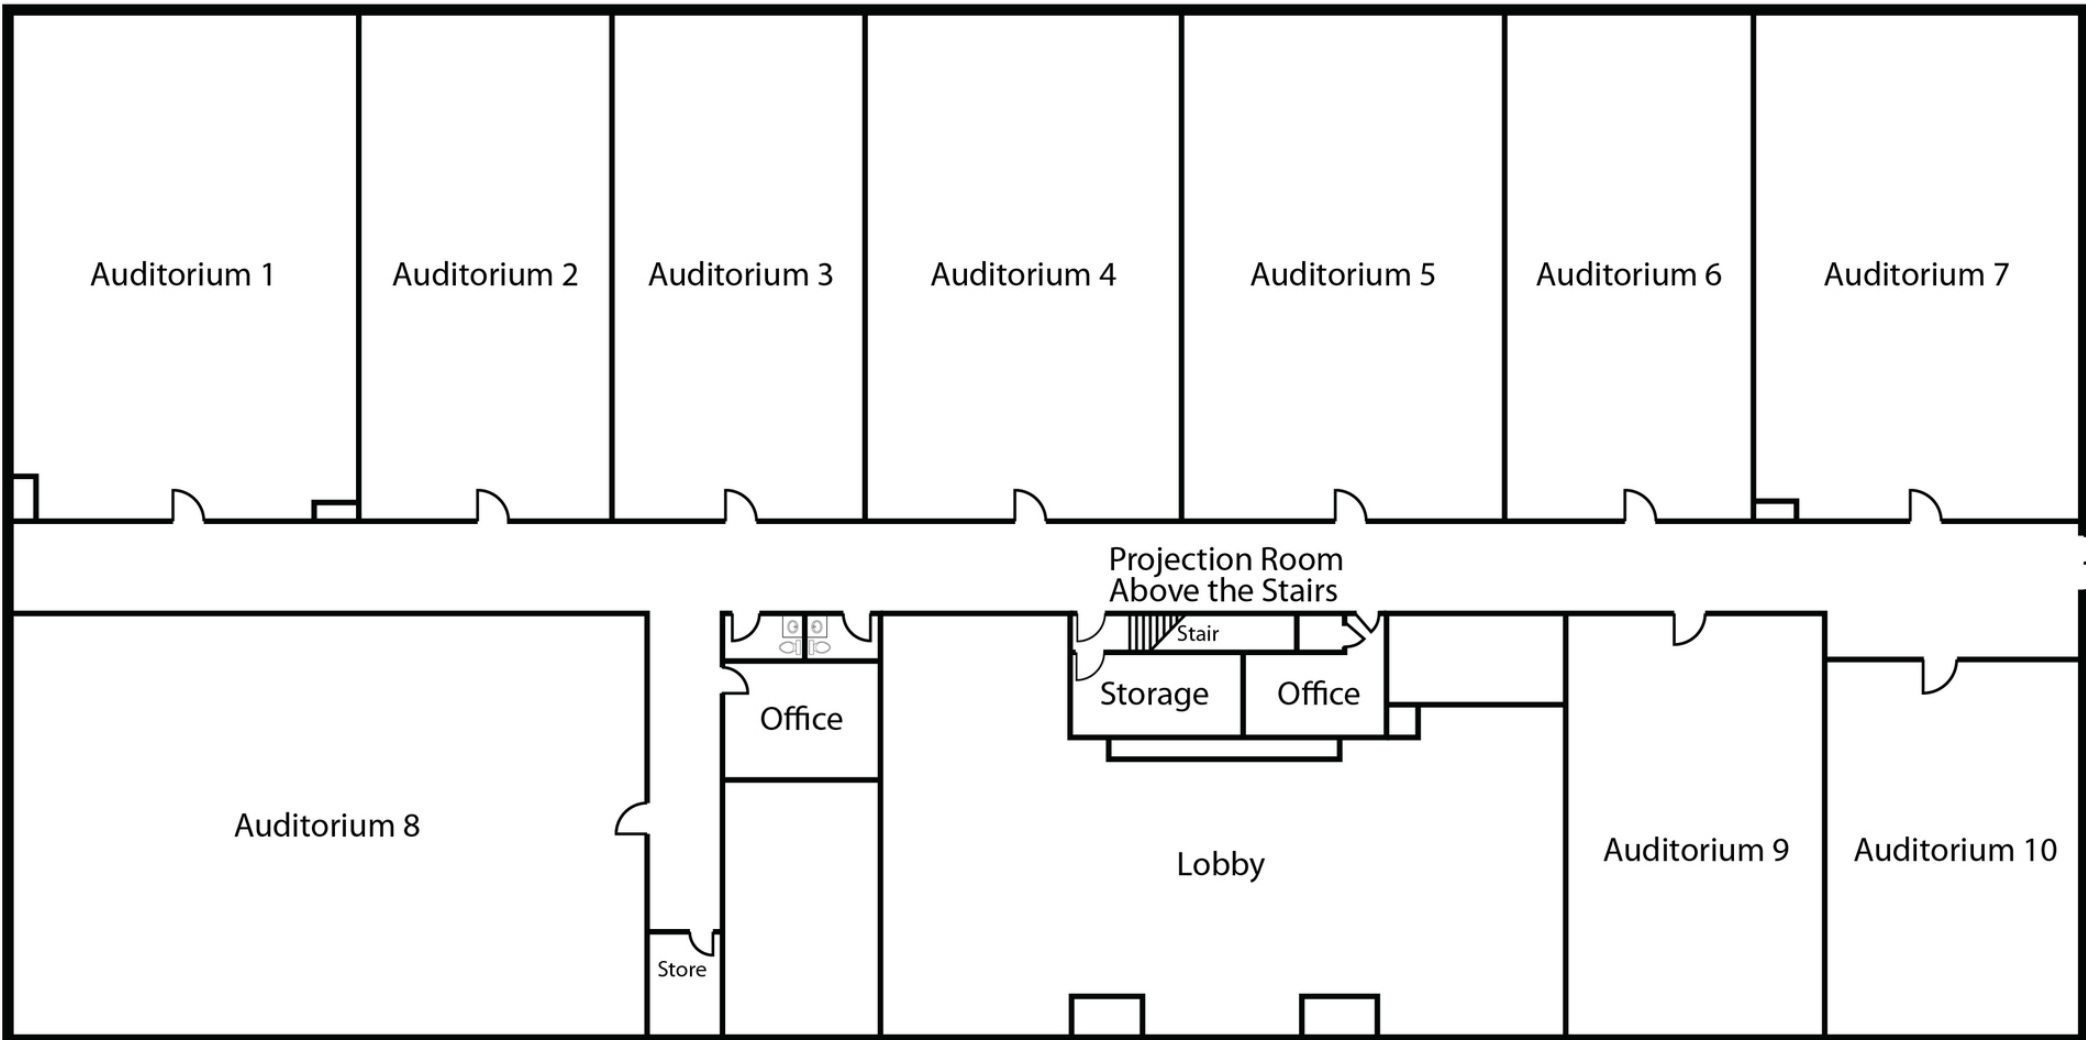 Auditorium 1
Auditorium 2
Auditorium 3
Auditorium 4
Auditorium 5
Auditorium 6
Auditorium 7
Projection Room
Above the Stairs
Stair
Storage
Office
Office
Auditorium 8
Lobby
Auditorium 9
Auditorium 10
Store